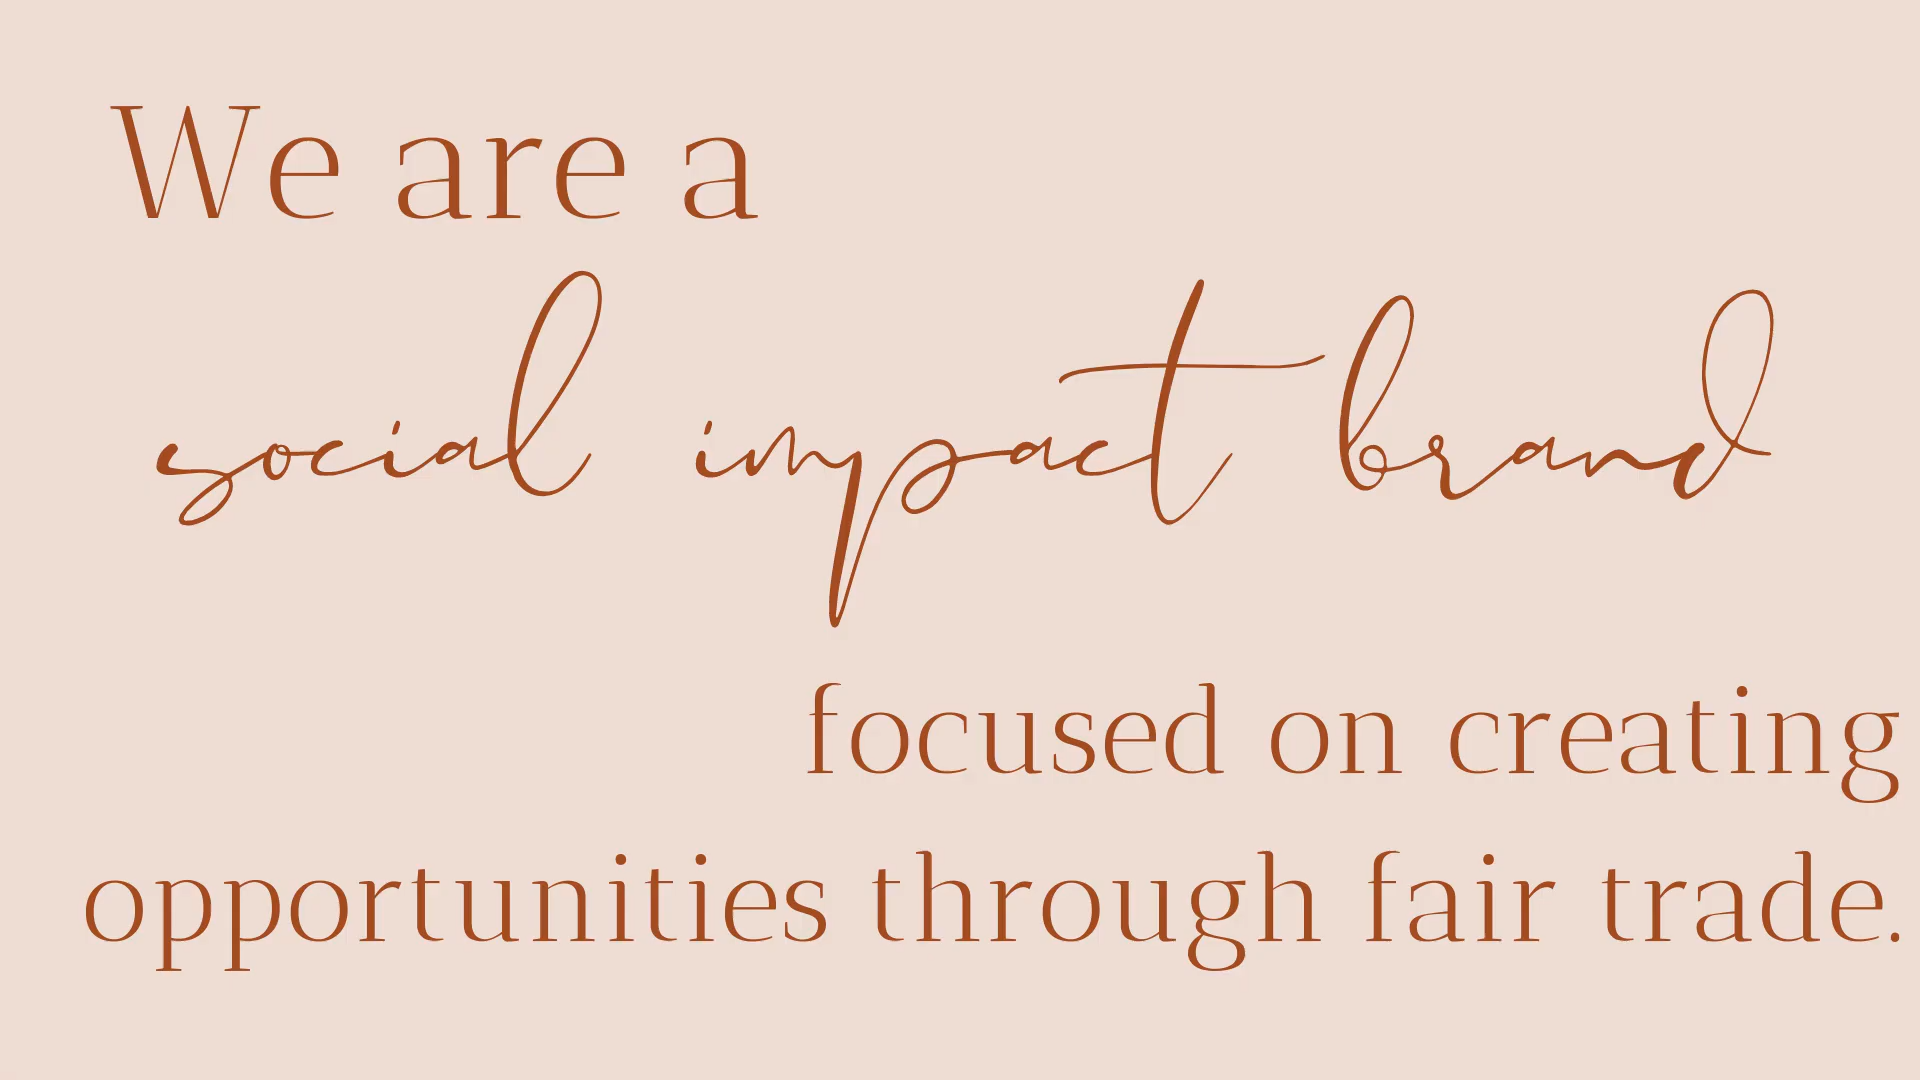 We are a
social impact brand
focused on creating
opportunities through fair trade.